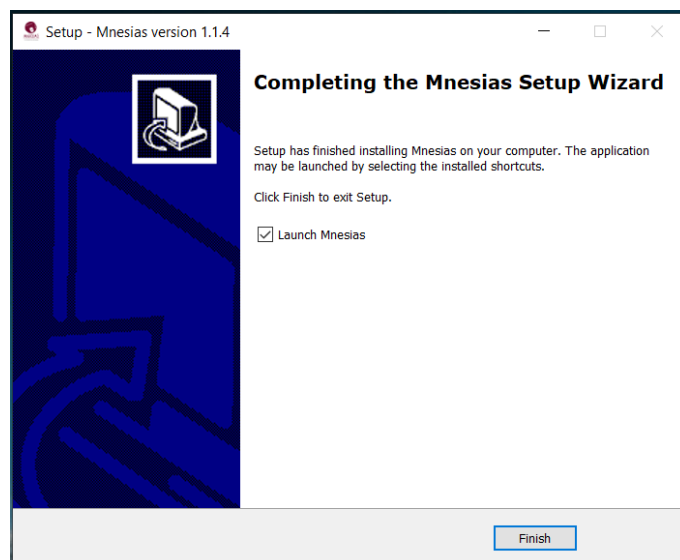 Setup - Mnesias version 1.1.4
Completing the Mnesias Setup Wizard
Setup has finished installing Mnesias on your computer. The application
may be launched by selecting the installed shortcuts.
Click Finish to exit Setup.
Launch Mnesias
Finish